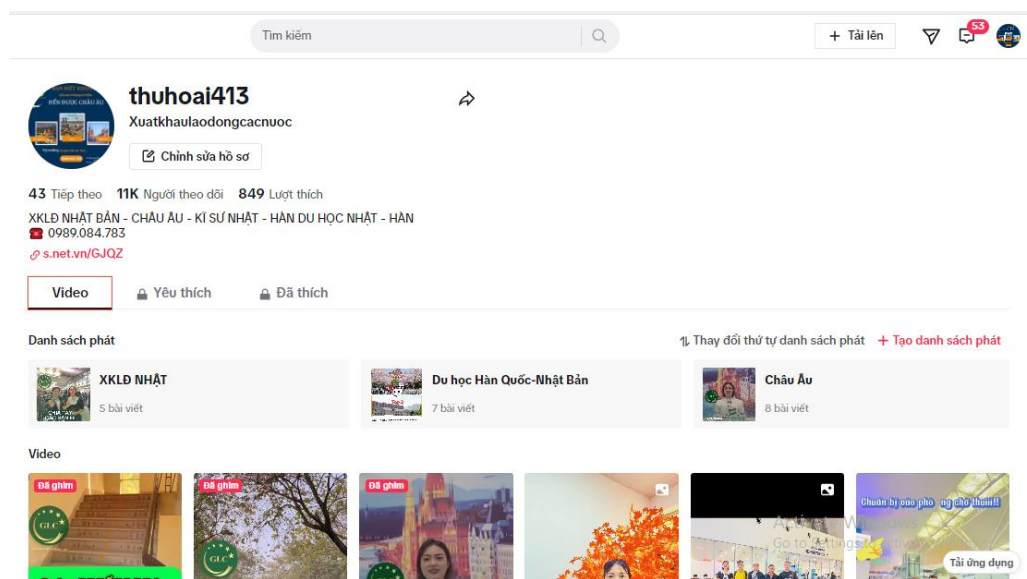 Tìm kiếm
+ Tải lên
53
thuhoai413
Xuatkhaulaodongcacnuoc
Chỉnh sửa hồ sơ
43 Tiếp theo 11K Người theo dõi 849 Lượt thích
XKLĐ NHẬT BẢN - CHÂU ÂU - KĨ SƯ NHẬT - HÀN DU HỌC NHẬT - HÀN
☎ 0989.084.783
s.net.vn/GJQZ
Video Yêu thích Đã thích
Danh sách phát
Thay đổi thứ tự danh sách phát + Tạo danh sách phát
XKLĐ NHẬT
5 bài viết
Du học Hàn Quốc-Nhật Bản
7 bài viết
Châu Âu
8 bài viết
Video
Đã ghim
GLC
Đã ghim
GLC
Đã ghim
Tải ứng dụng